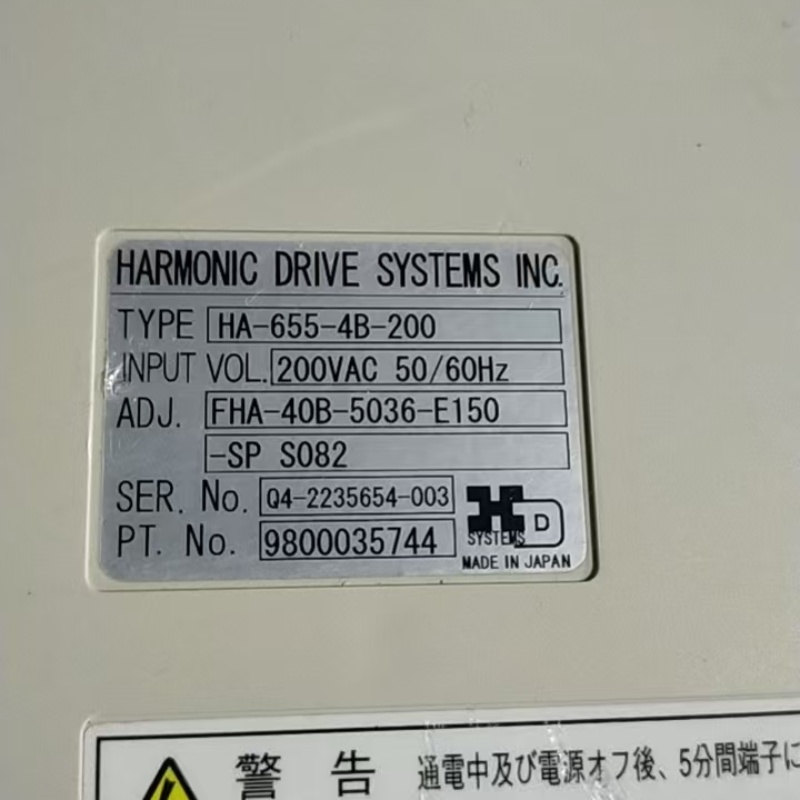 HARMONIC DRIVE SYSTEMS INC.
TYPE HA-655-4B-200
INPUT VOL. 200VAC 50/60Hz
ADJ. FHA-40B-5036-E150
-SP S082
SER. No. Q4-2235654-003
PT. No. 9800035744
HD
SYSTEMS
MADE IN JAPAN
警告
通電中及び電源オフ後、5分間端子に